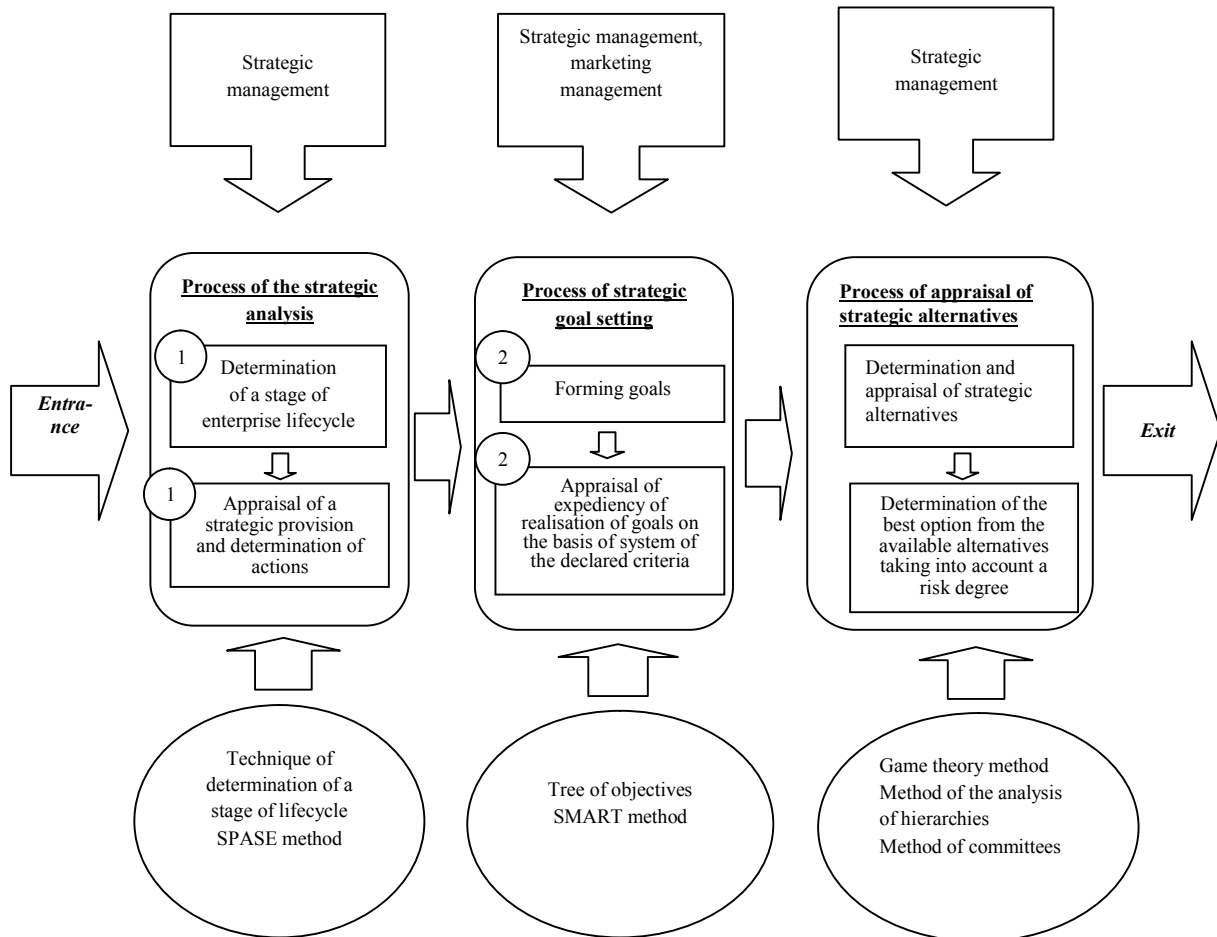 Strategic
management
Strategic management,
marketing
management
Strategic
management
Entra-
nce
Process of the strategic
analysis
1
Determination
of a stage of
enterprise lifecycle
1
Appraisal of a
strategic provision
and determination of
actions
Process of strategic
goal setting
2
Forming goals
2
Appraisal of
expediency of
realisation of goals on
the basis of system of
the declared criteria
Process of appraisal of
strategic alternatives
Determination and
appraisal of strategic
alternatives
Determination of the
best option from the
available alternatives
taking into account a
risk degree
Exit
Technique of
determination of a
stage of lifecycle
SPASE method
Tree of objectives
SMART method
Game theory method
Method of the analysis
of hierarchies
Method of committees